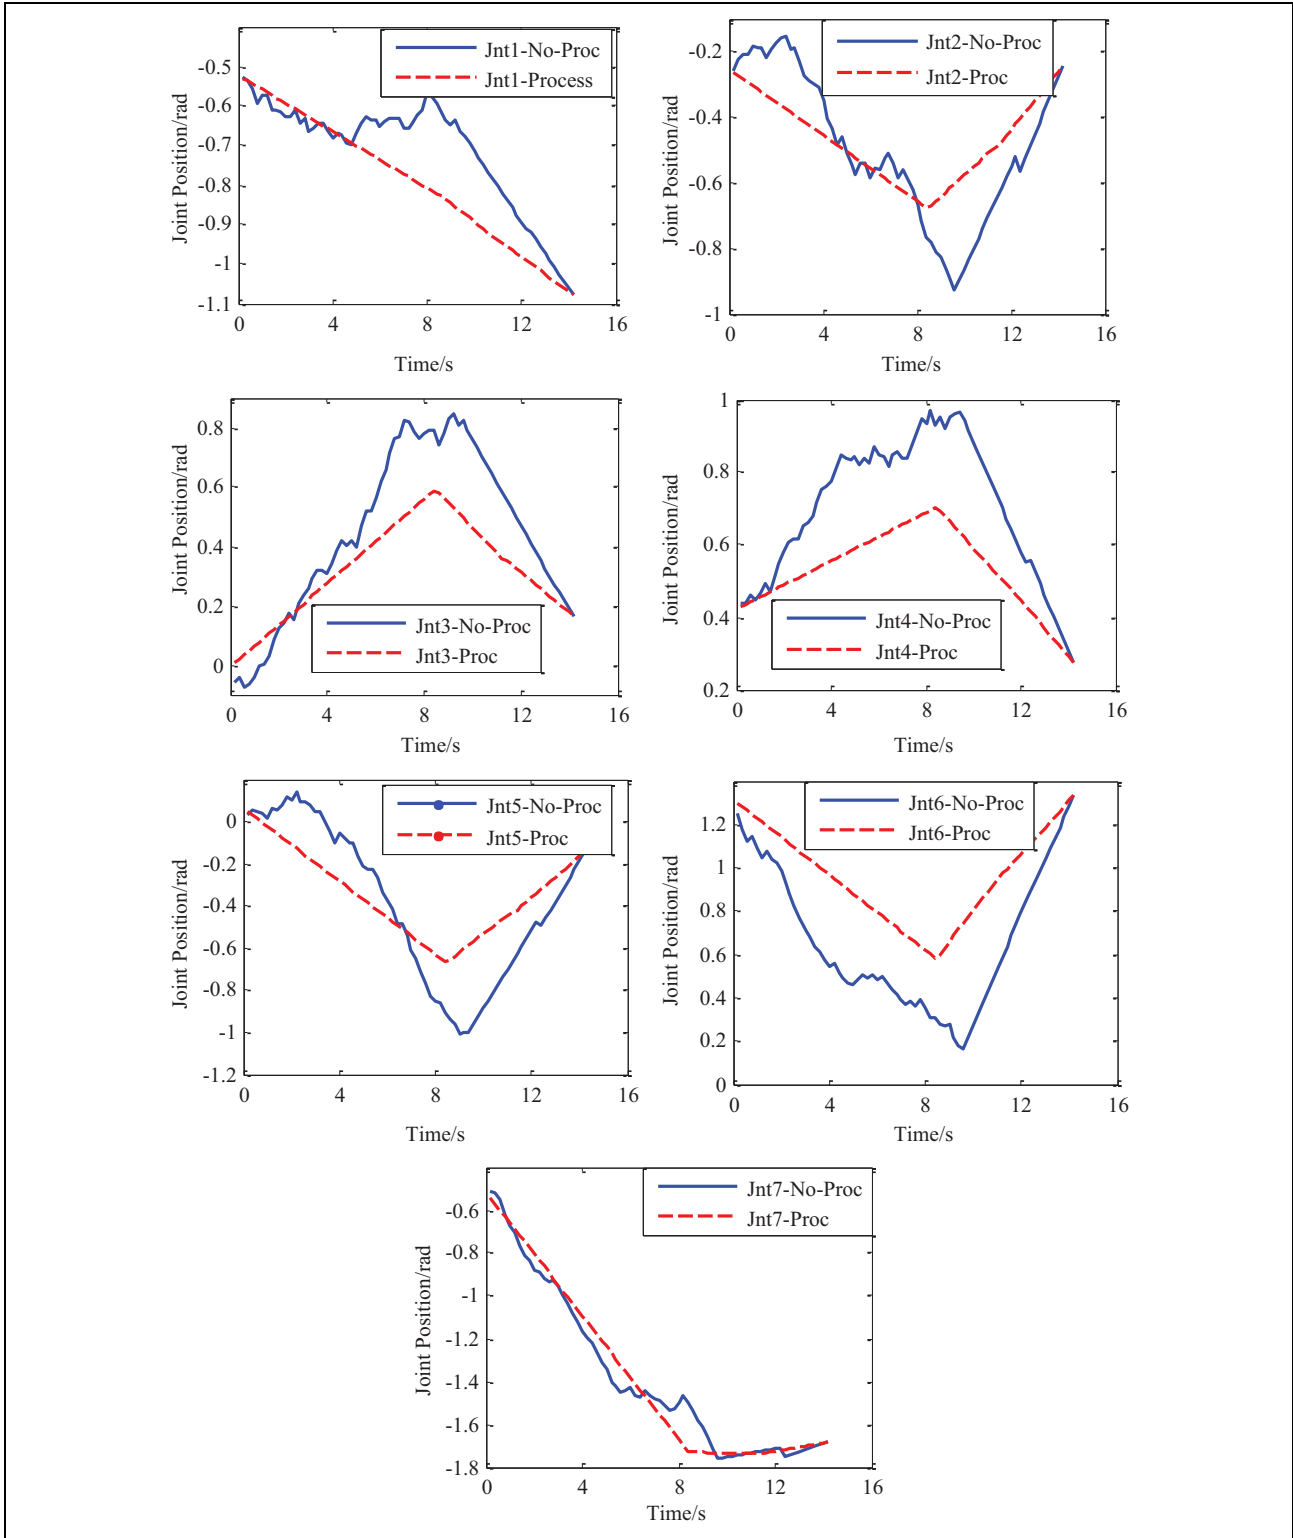 Jnt1-No-Proc
Jnt1-Process
-0.5
-0.6
-0.7
-0.8
-0.9
-1
-1.1
Joint Position/rad
0 4 8 12 16
Time/s
Jnt2-No-Proc
Jnt2-Proc
-0.2
-0.4
-0.6
-0.8
-1
Joint Position/rad
0 4 8 12 16
Time/s
0.8
0.6
0.4
0.2
0
Joint Position/rad
Jnt3-No-Proc
Jnt3-Proc
0 4 8 12 16
Time/s
1
0.8
0.6
0.4
0.2
Joint Position/rad
Jnt4-No-Proc
Jnt4-Proc
0 4 8 12 16
Time/s
Jnt5-No-Proc
Jnt5-Proc
0
-0.2
-0.4
-0.6
-0.8
-1
-1.2
Joint Position/rad
0 4 8 12 16
Time/s
Jnt6-No-Proc
Jnt6-Proc
1.2
1
0.8
0.6
0.4
0.2
0
Joint Position/rad
0 4 8 12 16
Time/s
Jnt7-No-Proc
Jnt7-Proc
-0.6
-0.8
-1
-1.2
-1.4
-1.6
-1.8
Joint Position/rad
0 4 8 12 16
Time/s